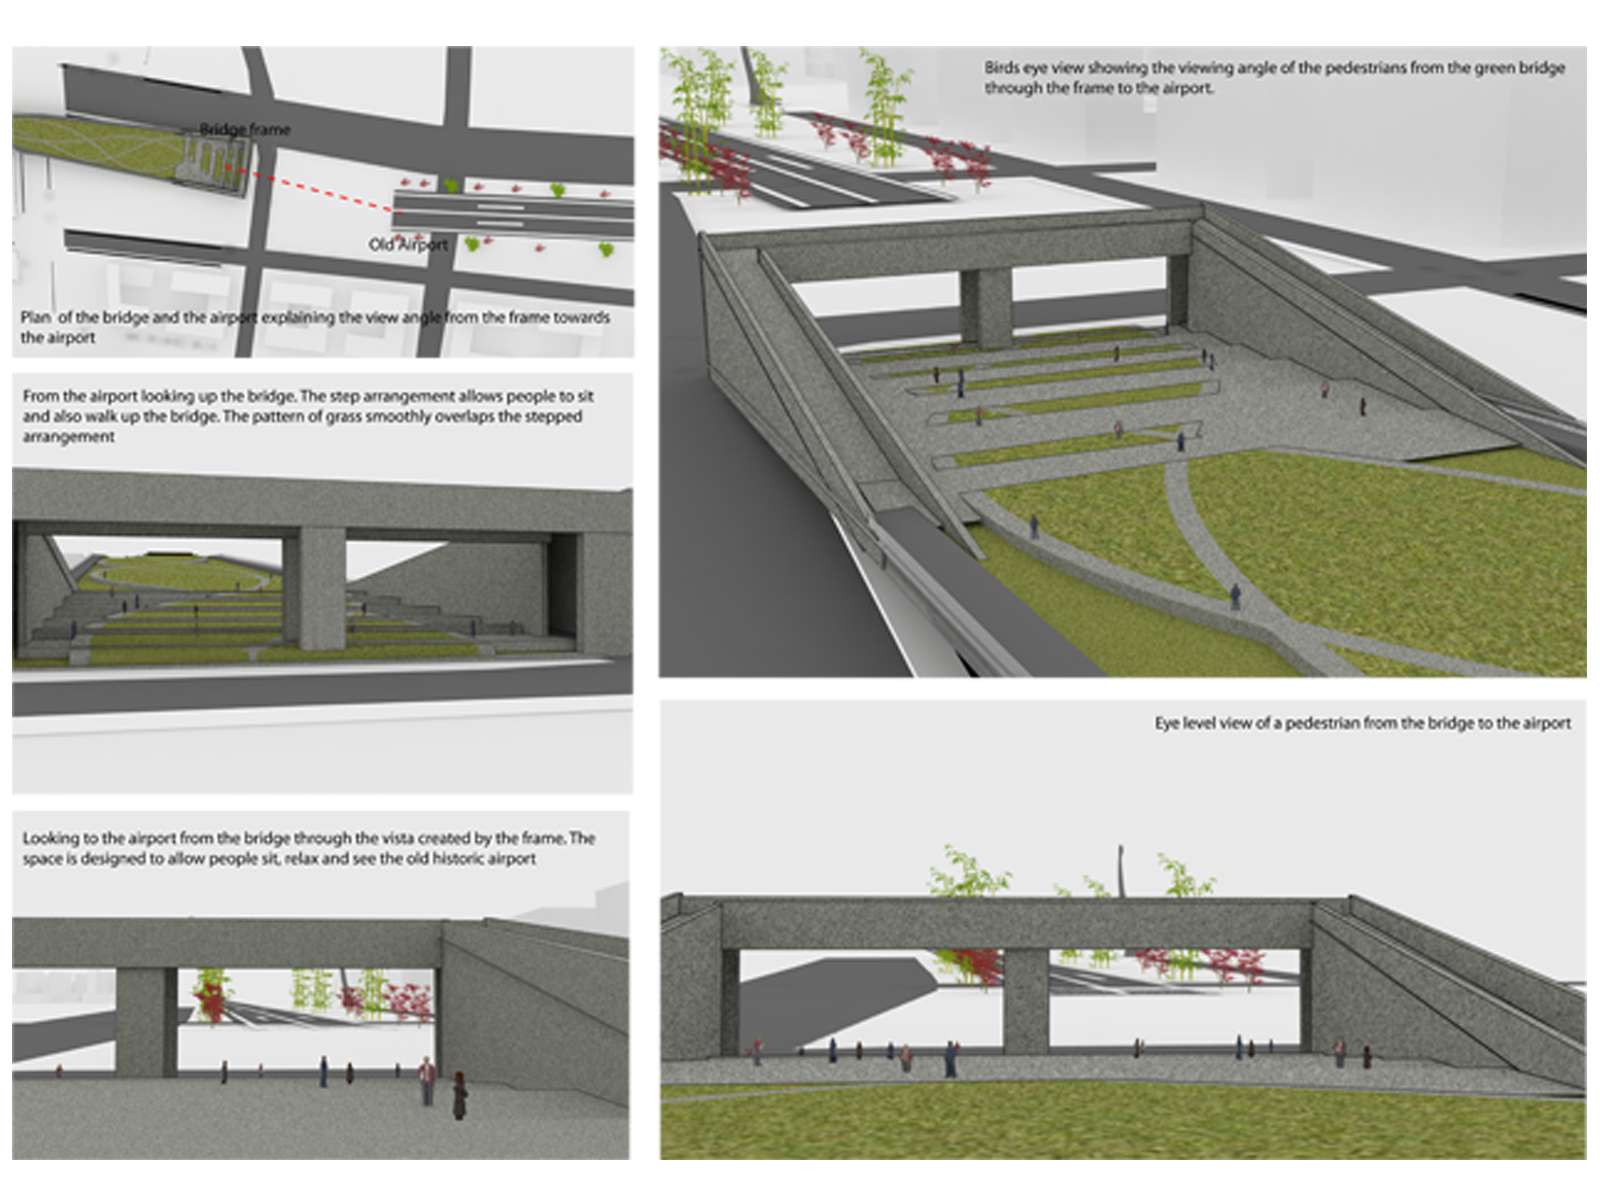 Bridge frame
Old Airport
Plan of the bridge and the airport explaining the view angle from the frame towards
the airport
From the airport looking up the bridge. The step arrangement allows people to sit
and also walk up the bridge. The pattern of grass smoothly overlaps the stepped
arrangement
Looking to the airport from the bridge through the vista created by the frame. The
space is designed to allow people sit, relax and see the old historic airport
Birds eye view showing the viewing angle of the pedestrians from the green bridge
through the frame to the airport.
Eye level view of a pedestrian from the bridge to the airport